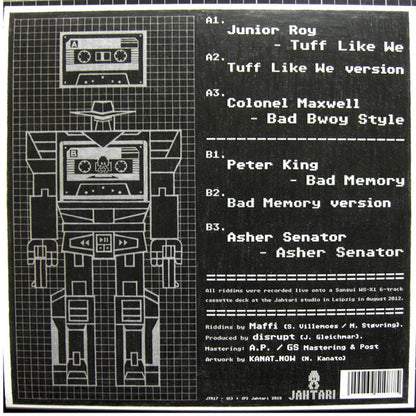 A1.
Junior Roy
- Tuff Like We
A2.
Tuff Like We version
A3.
Colonel Maxwell
- Bad Bwoy Style
B1.
Peter King
- Bad Memory
B2.
Bad Memory version
B3.
Asher Senator
- Asher Senator
All riddims were recorded live onto a Sansui WS-X1 6-track
cassette deck at the Jahtari studio in Leipzig in August 2012.
Riddims by Maffi (S. Villemoes / M. Støvring).
Produced by disrupt (J. Gleichmar).
Mastering: A.P. / GS Mastering & Post
Artwork by KANAT_NOW (N. Kanato)
JAHTARI
A
B